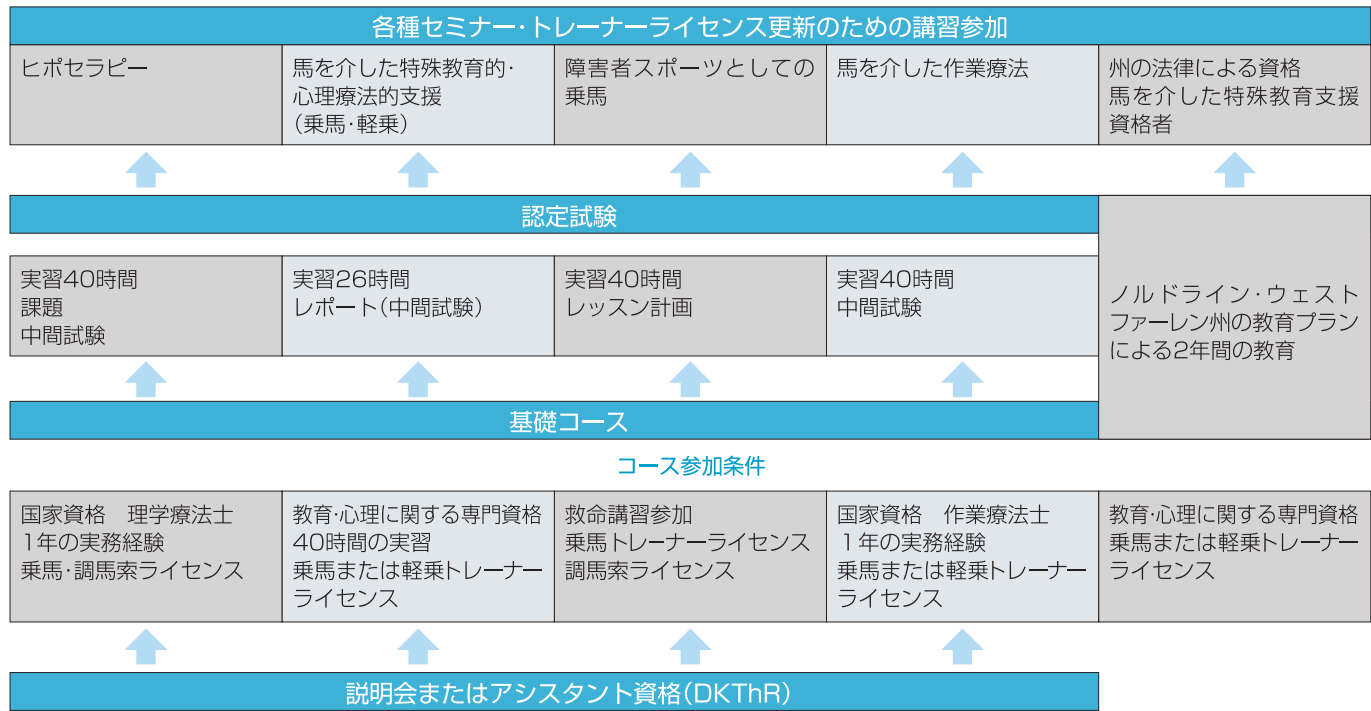 各種セミナー・トレーナーライセンス更新のための講習参加
ヒポセラピー
馬を介した特殊教育的・
心理療法的支援
(乗馬・軽乗)
障害者スポーツとしての
乗馬
馬を介した作業療法
州の法律による資格
馬を介した特殊教育支援
資格者
認定試験
実習40時間
課題
中間試験
実習26時間
レポート(中間試験)
実習40時間
レッスン計画
実習40時間
中間試験
ノルドライン・ウェスト
ファーレン州の教育プラン
による2年間の教育
基礎コース
コース参加条件
国家資格　理学療法士
1年の実務経験
乗馬・調馬索ライセンス
教育・心理に関する専門資格
40時間の実習
乗馬または軽乗トレーナー
ライセンス
救命講習参加
乗馬トレーナーライセンス
調馬索ライセンス
国家資格　作業療法士
1年の実務経験
乗馬または軽乗トレーナー
ライセンス
教育・心理に関する専門資格
乗馬または軽乗トレーナー
ライセンス
説明会またはアシスタント資格(DKThR)